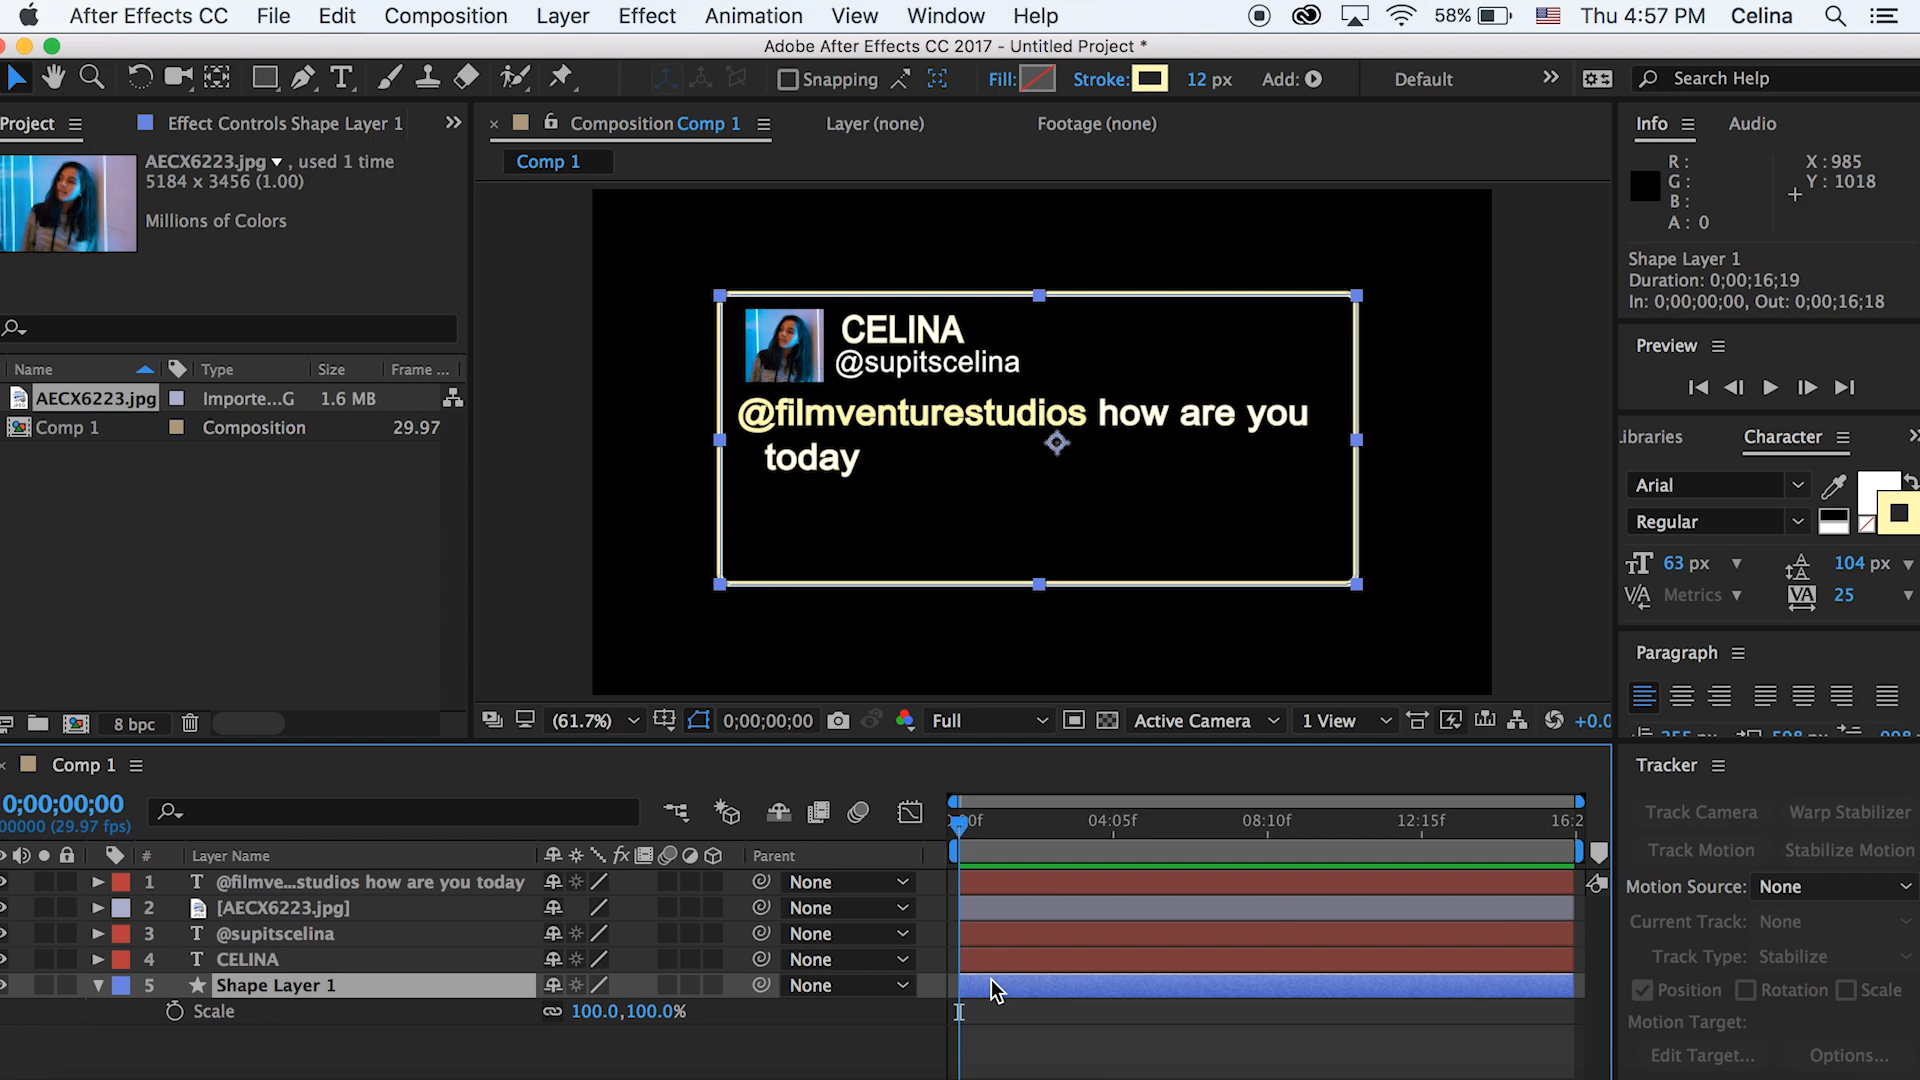 After Effects CC File Edit Composition Layer Effect Animation View Window Help 58% Thu 4:57 PM Celina
Adobe After Effects CC 2017 - Untitled Project *
Snapping Fill: Stroke: 12 px Add: Default Search Help
Project Effect Controls Shape Layer 1
Composition Comp 1 Layer (none) Footage (none)
Info Audio
Comp 1
AECX6223.jpg , used 1 time
5184 x 3456 (1.00)
Millions of Colors
R : X : 985
G : Y : 1018
B :
A : 0
Shape Layer 1
Duration: 0;00;16;19
In: 0;00;00;00, Out: 0;00;16;18
CELINA
@supitscelina
@filmventurestudios how are you
today
Preview
Name Type Size Frame ...
AECX6223.jpg Importe...G 1.6 MB
Comp 1 Composition 29.97
ibraries Character
Arial
Regular
63 px 104 px
Metrics 25
Paragraph
8 bpc
(61.7%) 0;00;00;00 Full Active Camera 1 View +0.0
Comp 1
0;00;00;00
00000 (29.97 fps)
04:05f 08:10f 12:15f 16:2
# Layer Name Parent
1 T @filmve...studios how are you today None
2 [AECX6223.jpg] None
3 T @supitscelina None
4 T CELINA None
5 Shape Layer 1 None
Scale 100.0,100.0%
Tracker
Track Camera Warp Stabilizer
Track Motion Stabilize Motion
Motion Source: None
Current Track: None
Track Type: Stabilize
Position Rotation Scale
Motion Target:
Edit Target... Options...